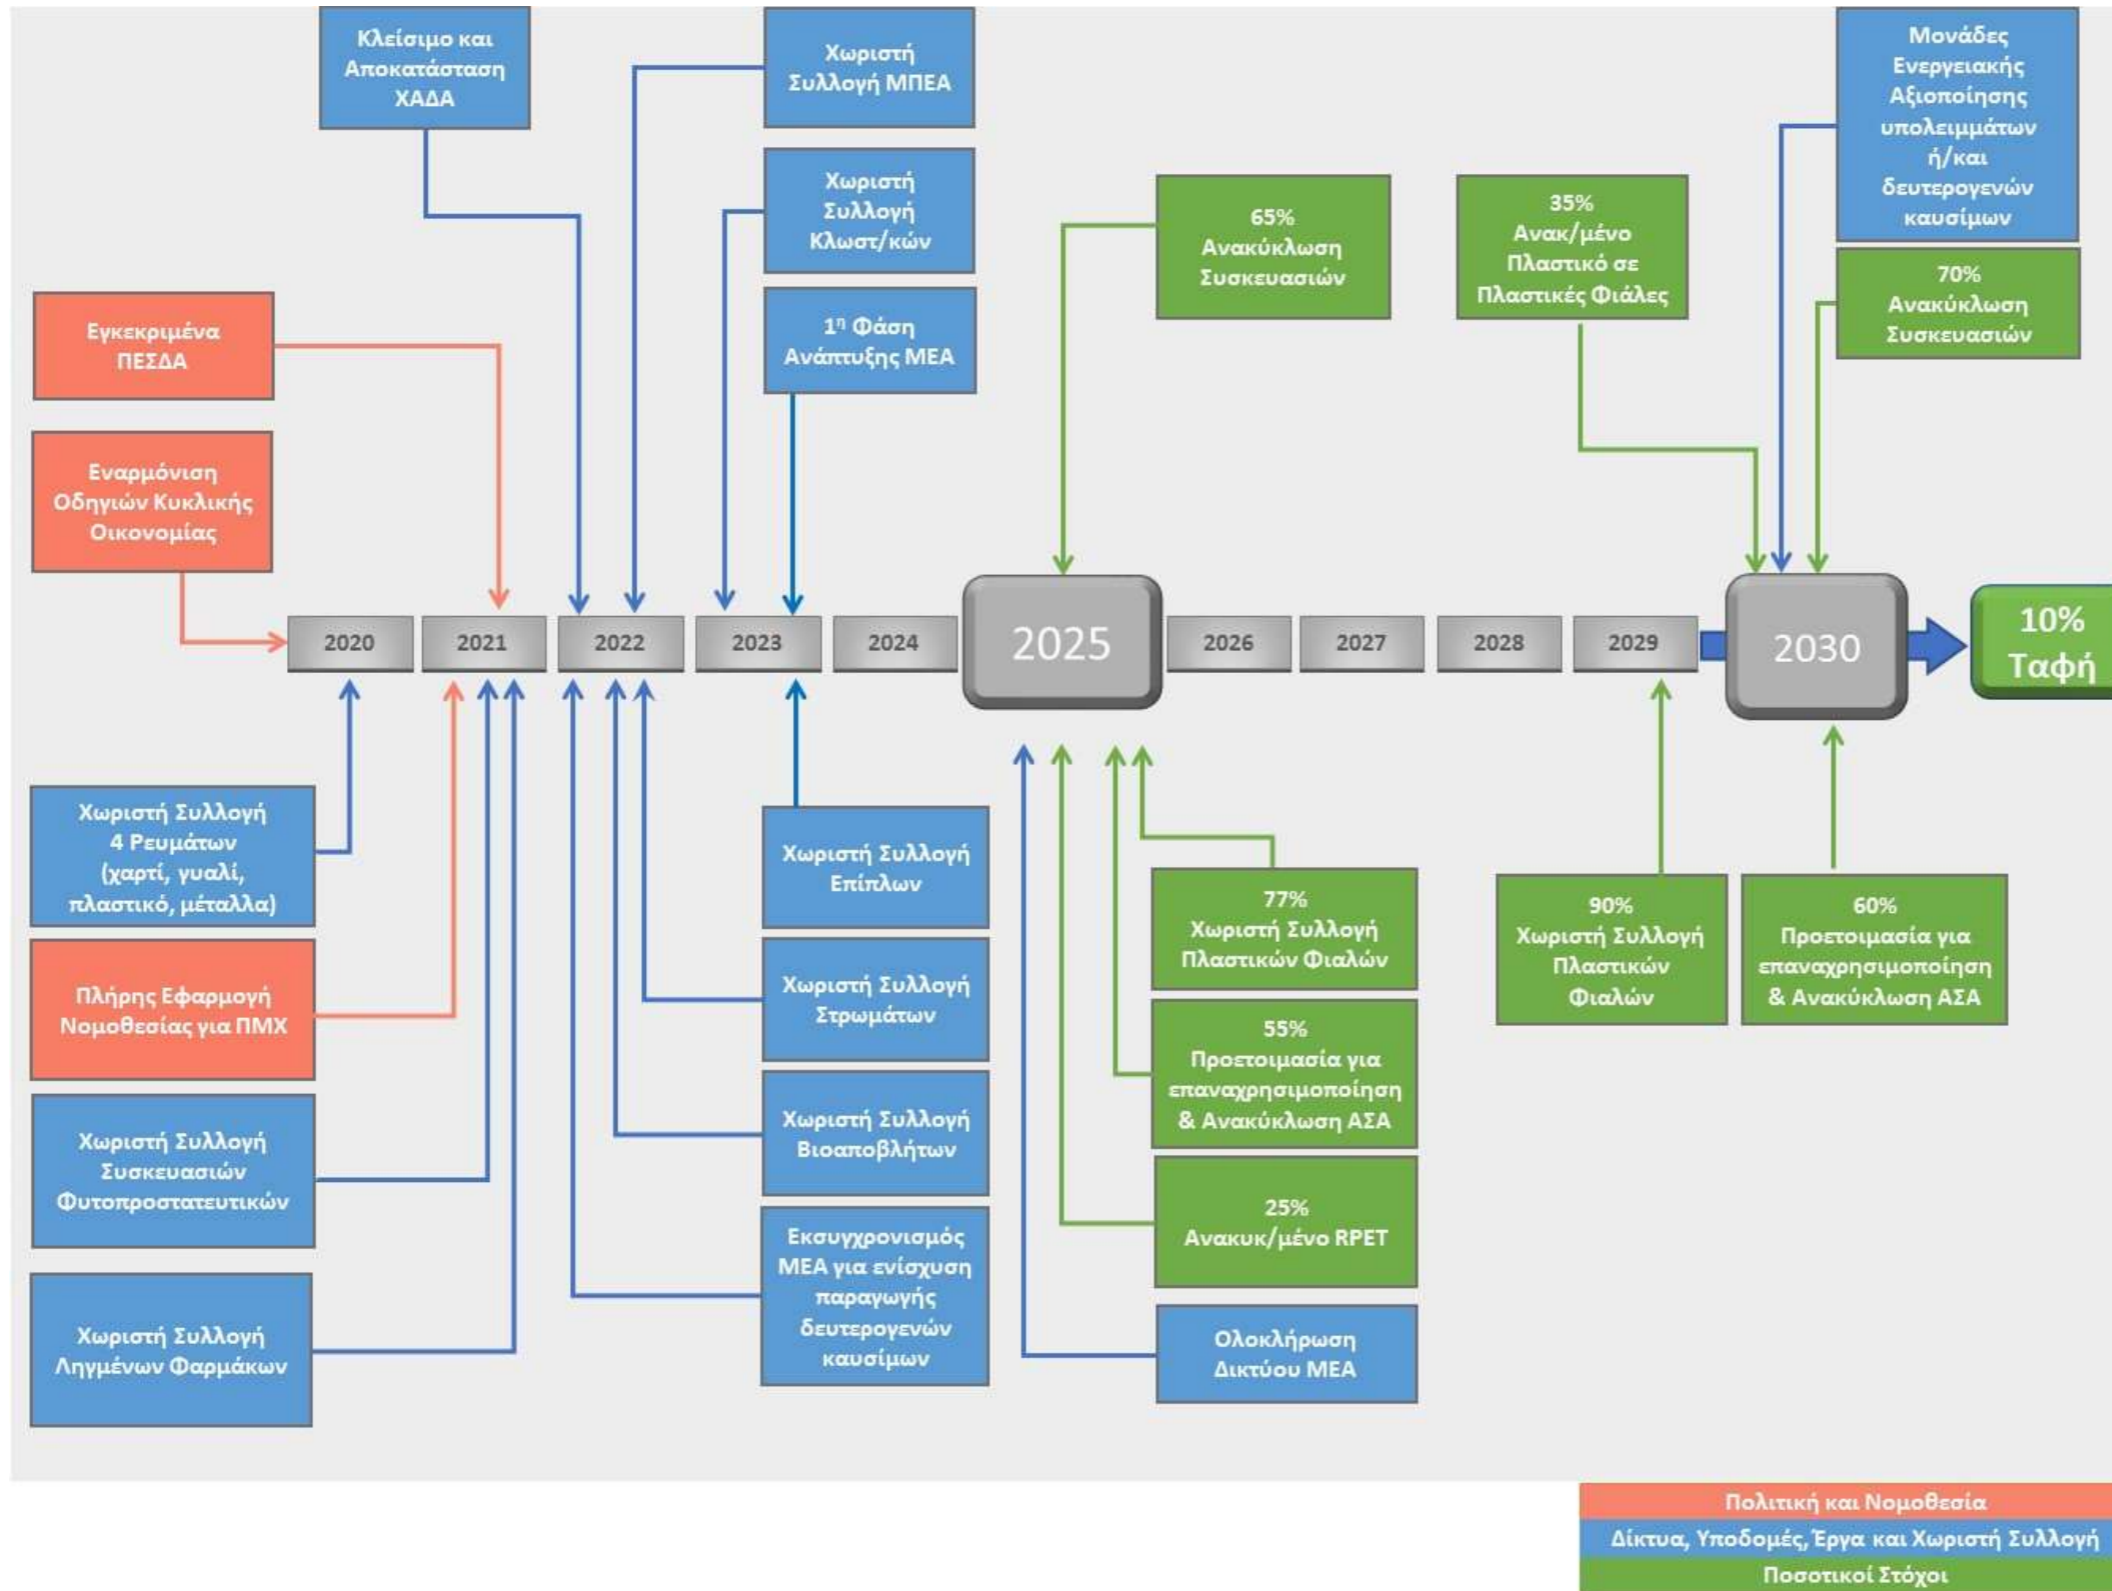 Κλείσιμο και
Αποκατάσταση
ΧΑΔΑ
Χωριστή
Συλλογή ΜΠΕΑ
Χωριστή
Συλλογή
Κλωστ/κών
1η Φάση
Ανάπτυξης ΜΕΑ
65%
Ανακύκλωση
Συσκευασιών
35%
Ανακ/μένο
Πλαστικό σε
Πλαστικές Φιάλες
Μονάδες
Ενεργειακής
Αξιοποίησης
υπολειμμάτων
ή/και
δευτερογενών
καυσίμων
70%
Ανακύκλωση
Συσκευασιών
Εγκεκριμένα
ΠΕΣΔΑ
Εναρμόνιση
Οδηγιών Κυκλικής
Οικονομίας
2020
2021
2022
2023
2024
2025
2026
2027
2028
2029
2030
10%
Ταφή
Χωριστή Συλλογή
4 Ρευμάτων
(χαρτί, γυαλί,
πλαστικό, μέταλλα)
Πλήρης Εφαρμογή
Νομοθεσίας για ΠΜΧ
Χωριστή Συλλογή
Συσκευασιών
Φυτοπροστατευτικών
Χωριστή Συλλογή
Ληγμένων Φαρμάκων
Χωριστή Συλλογή
Επίπλων
Χωριστή Συλλογή
Στρωμάτων
Χωριστή Συλλογή
Βιοαποβλήτων
Εκσυγχρονισμός
ΜΕΑ για ενίσχυση
παραγωγής
δευτερογενών
καυσίμων
77%
Χωριστή Συλλογή
Πλαστικών Φιαλών
55%
Προετοιμασία για
επαναχρησιμοποίηση
& Ανακύκλωση ΑΣΑ
25%
Ανακυκ/μένο RPET
Ολοκλήρωση
Δικτύου ΜΕΑ
90%
Χωριστή Συλλογή
Πλαστικών
Φιαλών
60%
Προετοιμασία για
επαναχρησιμοποίηση
& Ανακύκλωση ΑΣΑ
Πολιτική και Νομοθεσία
Δίκτυα, Υποδομές, Έργα και Χωριστή Συλλογή
Ποσοτικοί Στόχοι